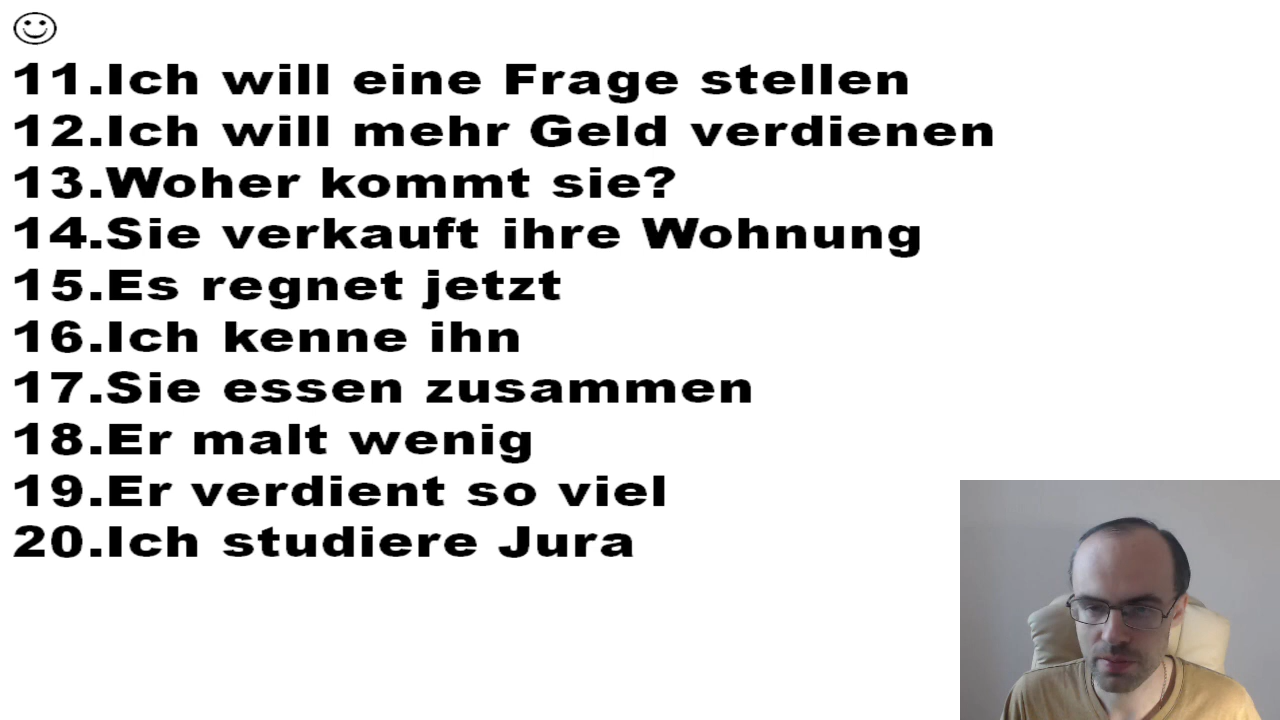 11.Ich will eine Frage stellen
12.Ich will mehr Geld verdienen
13.Woher kommt sie?
14.Sie verkauft ihre Wohnung
15.Es regnet jetzt
16.Ich kenne ihn
17.Sie essen zusammen
18.Er malt wenig
19.Er verdient so viel
20.Ich studiere Jura